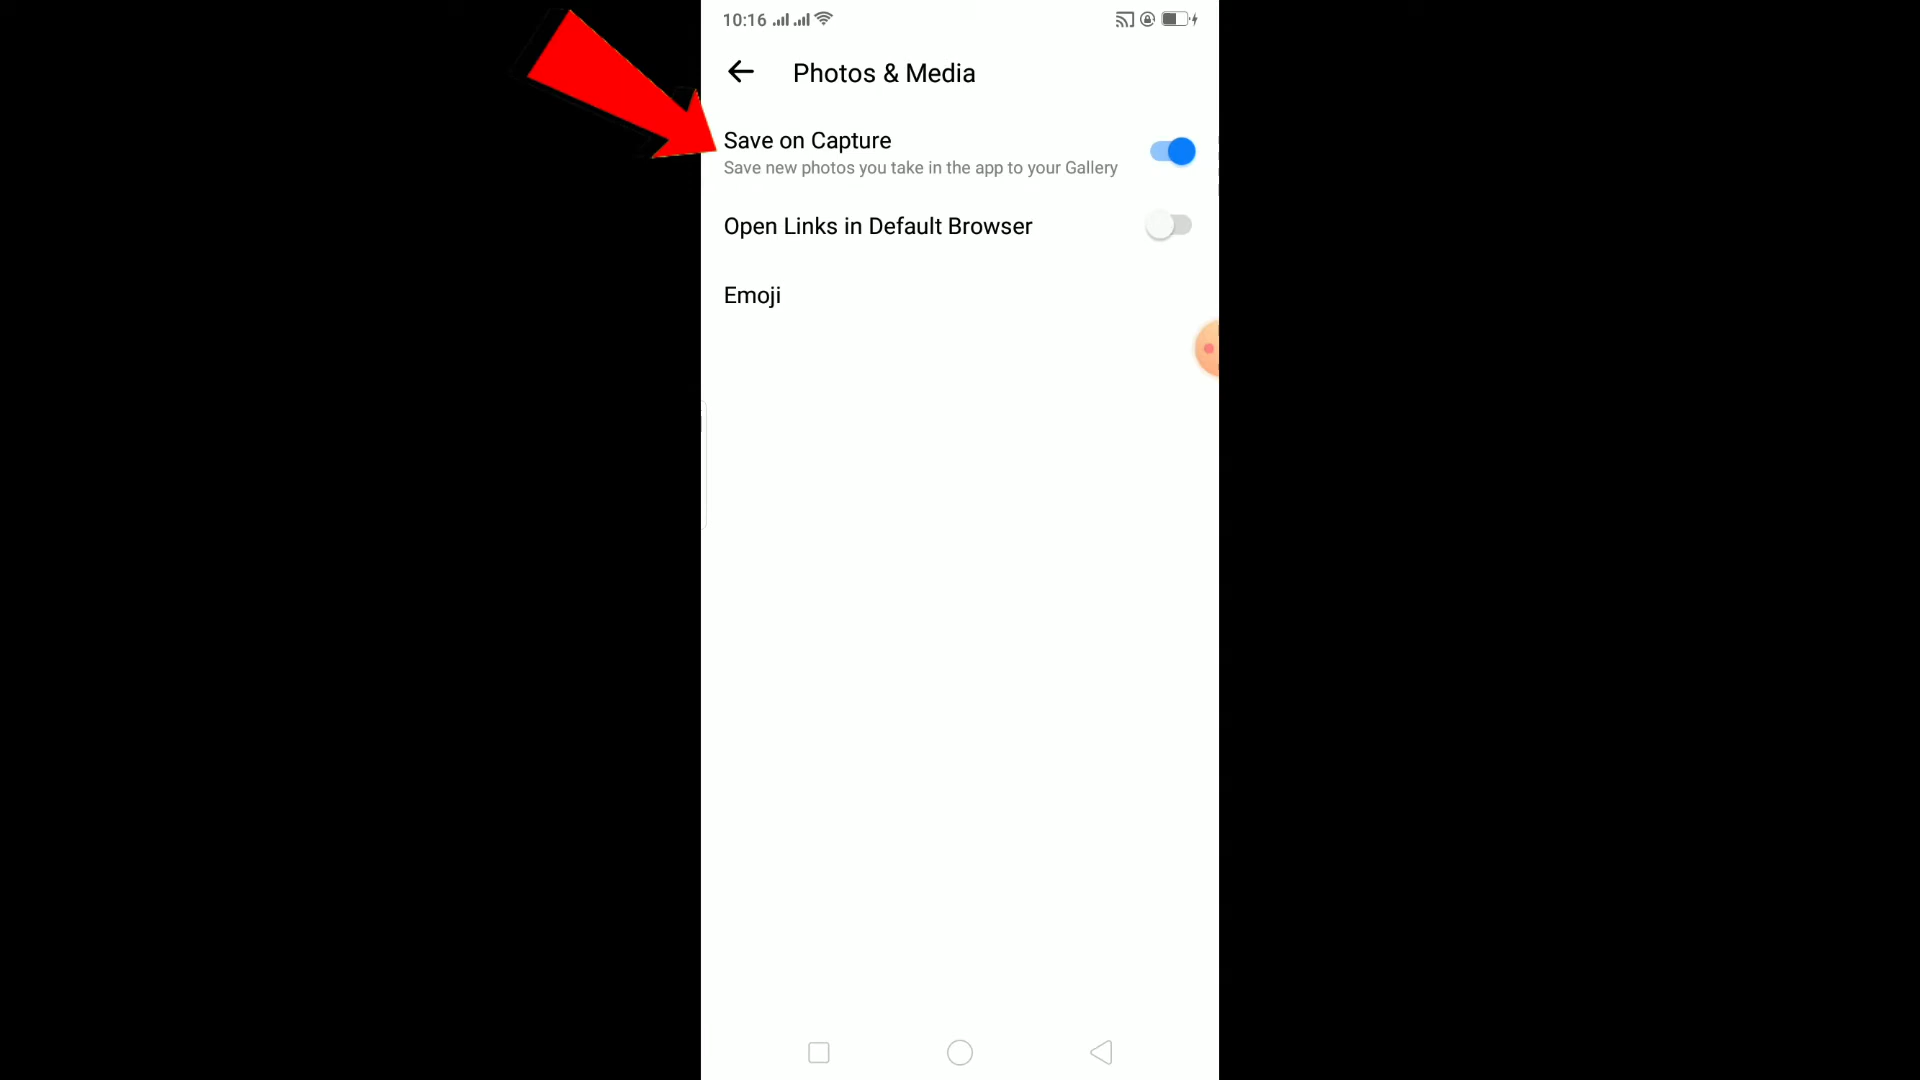 10:16
Photos & Media
Save on Capture
Save new photos you take in the app to your Gallery
Open Links in Default Browser
Emoji